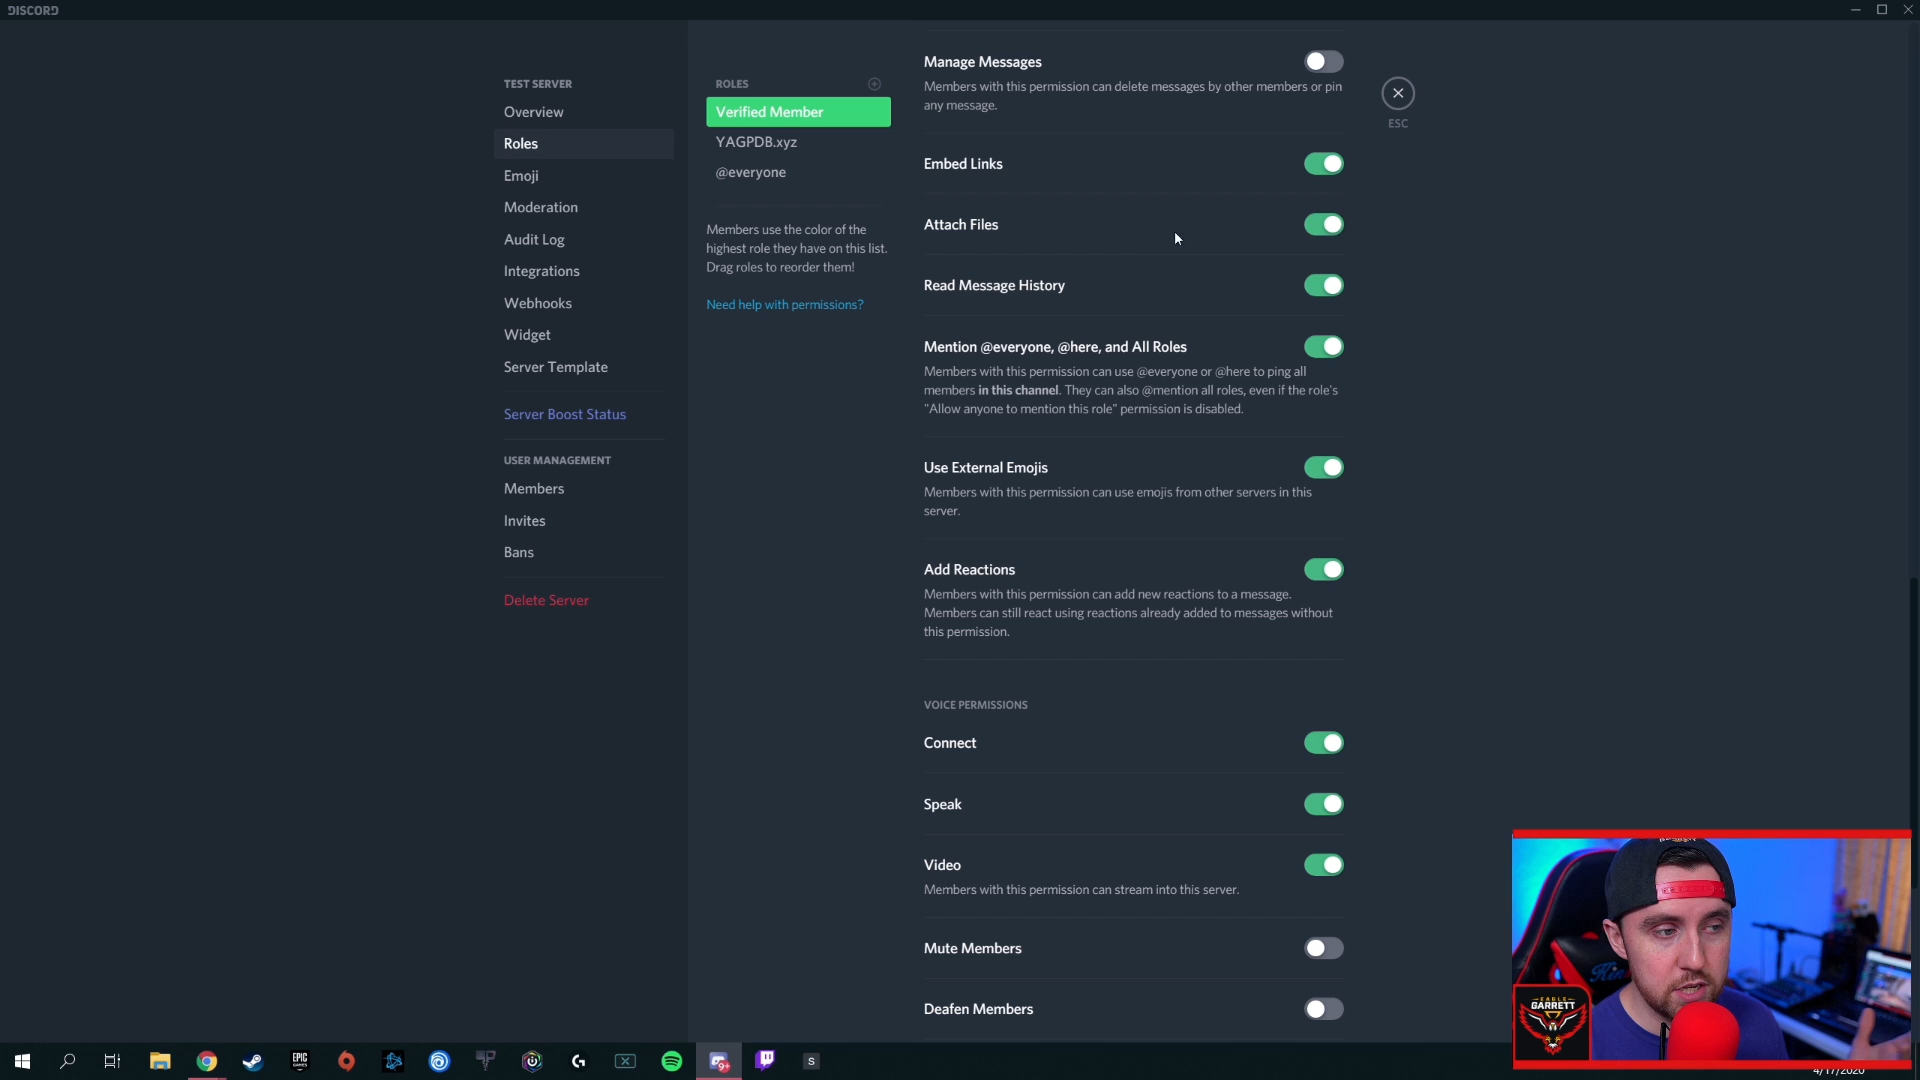 DISCORD
TEST SERVER
Overview
Roles
Emoji
Moderation
Audit Log
Integrations
Webhooks
Widget
Server Template
Server Boost Status
USER MANAGEMENT
Members
Invites
Bans
Delete Server
ROLES
Verified Member
YAGPDB.xyz
@everyone
Members use the color of the
highest role they have on this list.
Drag roles to reorder them!
Need help with permissions?
Manage Messages
Members with this permission can delete messages by other members or pin
any message.
Embed Links
Attach Files
Read Message History
Mention @everyone, @here, and All Roles
Members with this permission can use @everyone or @here to ping all
members in this channel. They can also @mention all roles, even if the role's
"Allow anyone to mention this role" permission is disabled.
Use External Emojis
Members with this permission can use emojis from other servers in this
server.
Add Reactions
Members with this permission can add new reactions to a message.
Members can still react using reactions already added to messages without
this permission.
VOICE PERMISSIONS
Connect
Speak
Video
Members with this permission can stream into this server.
Mute Members
Deafen Members
ESC
EAGLE
GARRETT
EPIC
GAMES
9+
S
4/17/2020